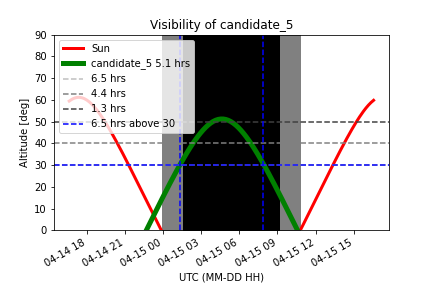 Visibility of candidate_5
Altitude [deg]
90
80
70
60
50
40
30
20
10
0
Sun
candidate_5 5.1 hrs
6.5 hrs
4.4 hrs
1.3 hrs
6.5 hrs above 30
04-14 18
04-14 21
04-15 00
04-15 03
04-15 06
04-15 09
04-15 12
04-15 15
UTC (MM-DD HH)